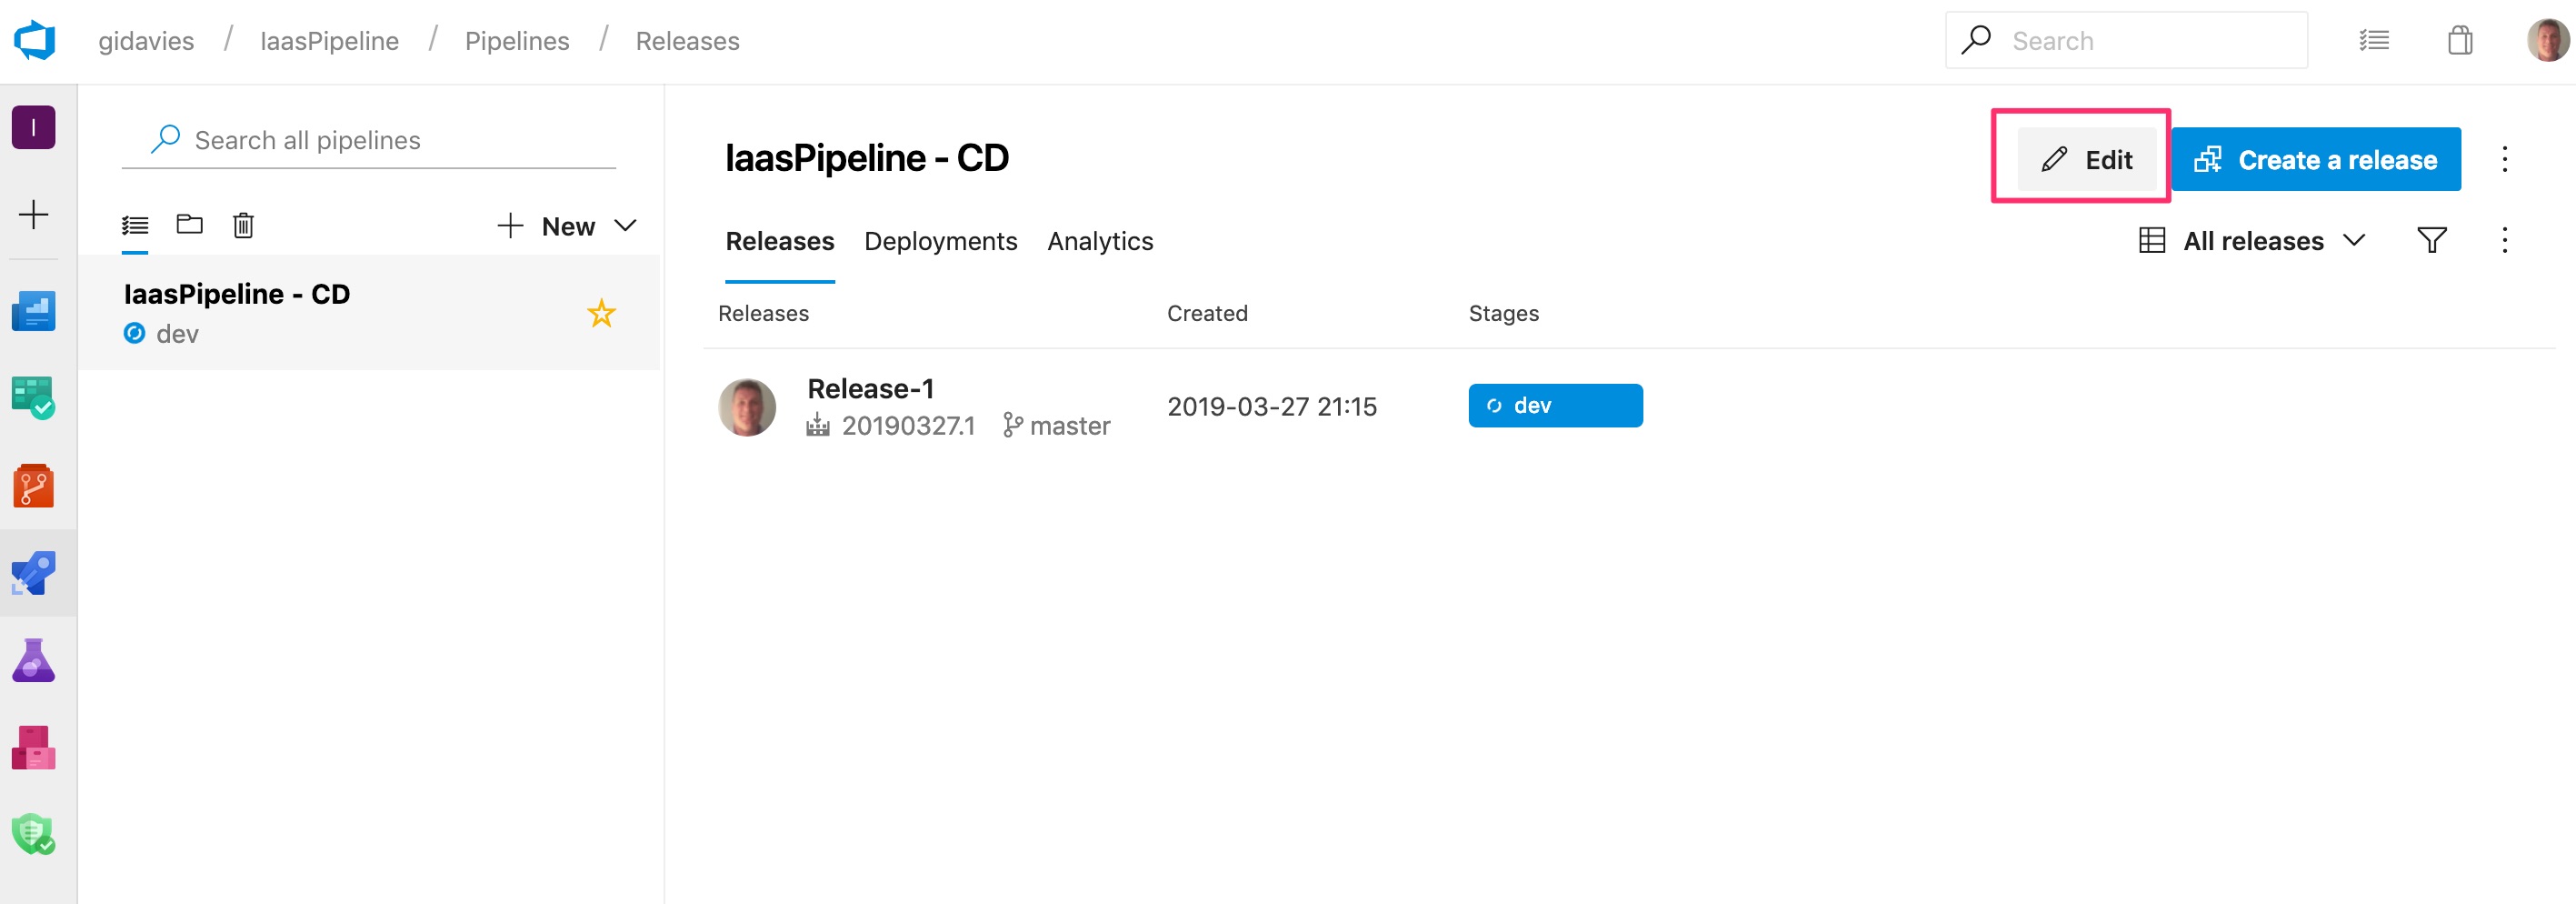 gidavies / IaasPipeline / Pipelines / Releases
Search
I
Search all pipelines
New
IaasPipeline - CD
dev
IaasPipeline - CD
Edit
Create a release
Releases Deployments Analytics
All releases
Releases Created Stages
Release-1
20190327.1 master
2019-03-27 21:15
dev